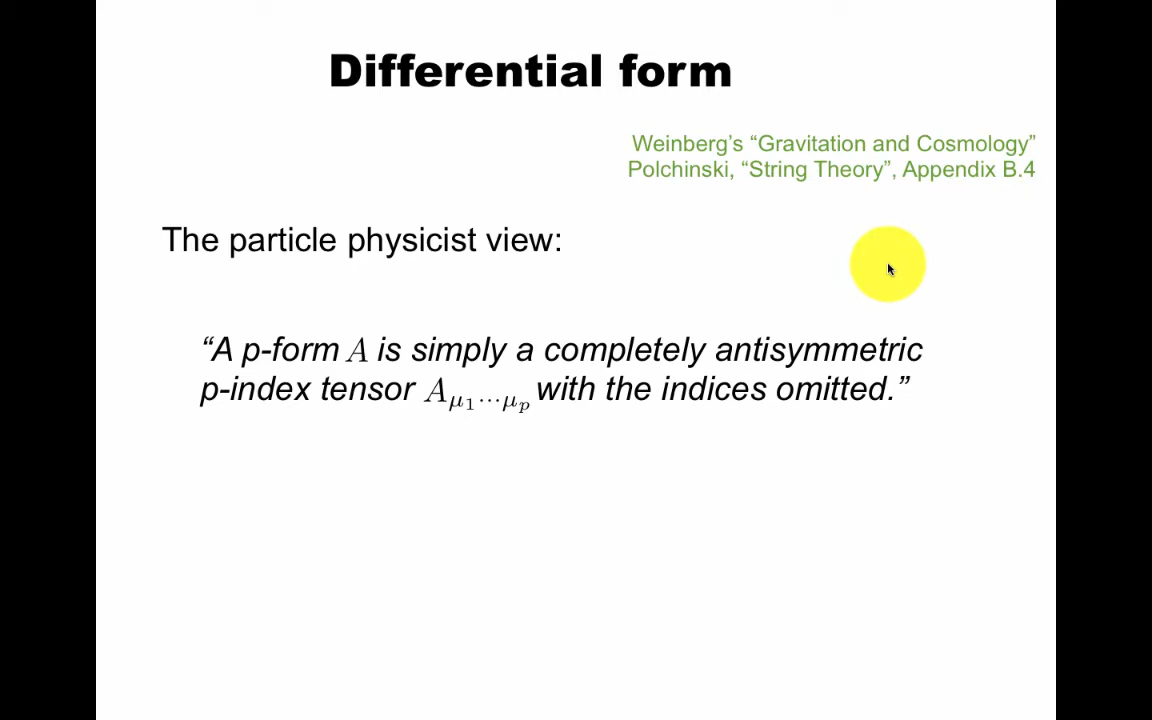 Differential form
Weinberg's “Gravitation and Cosmology”
Polchinski, “String Theory”, Appendix B.4
The particle physicist view:
“A p-form A is simply a completely antisymmetric
p-index tensor A_{μ₁⋯μ_p} with the indices omitted.”